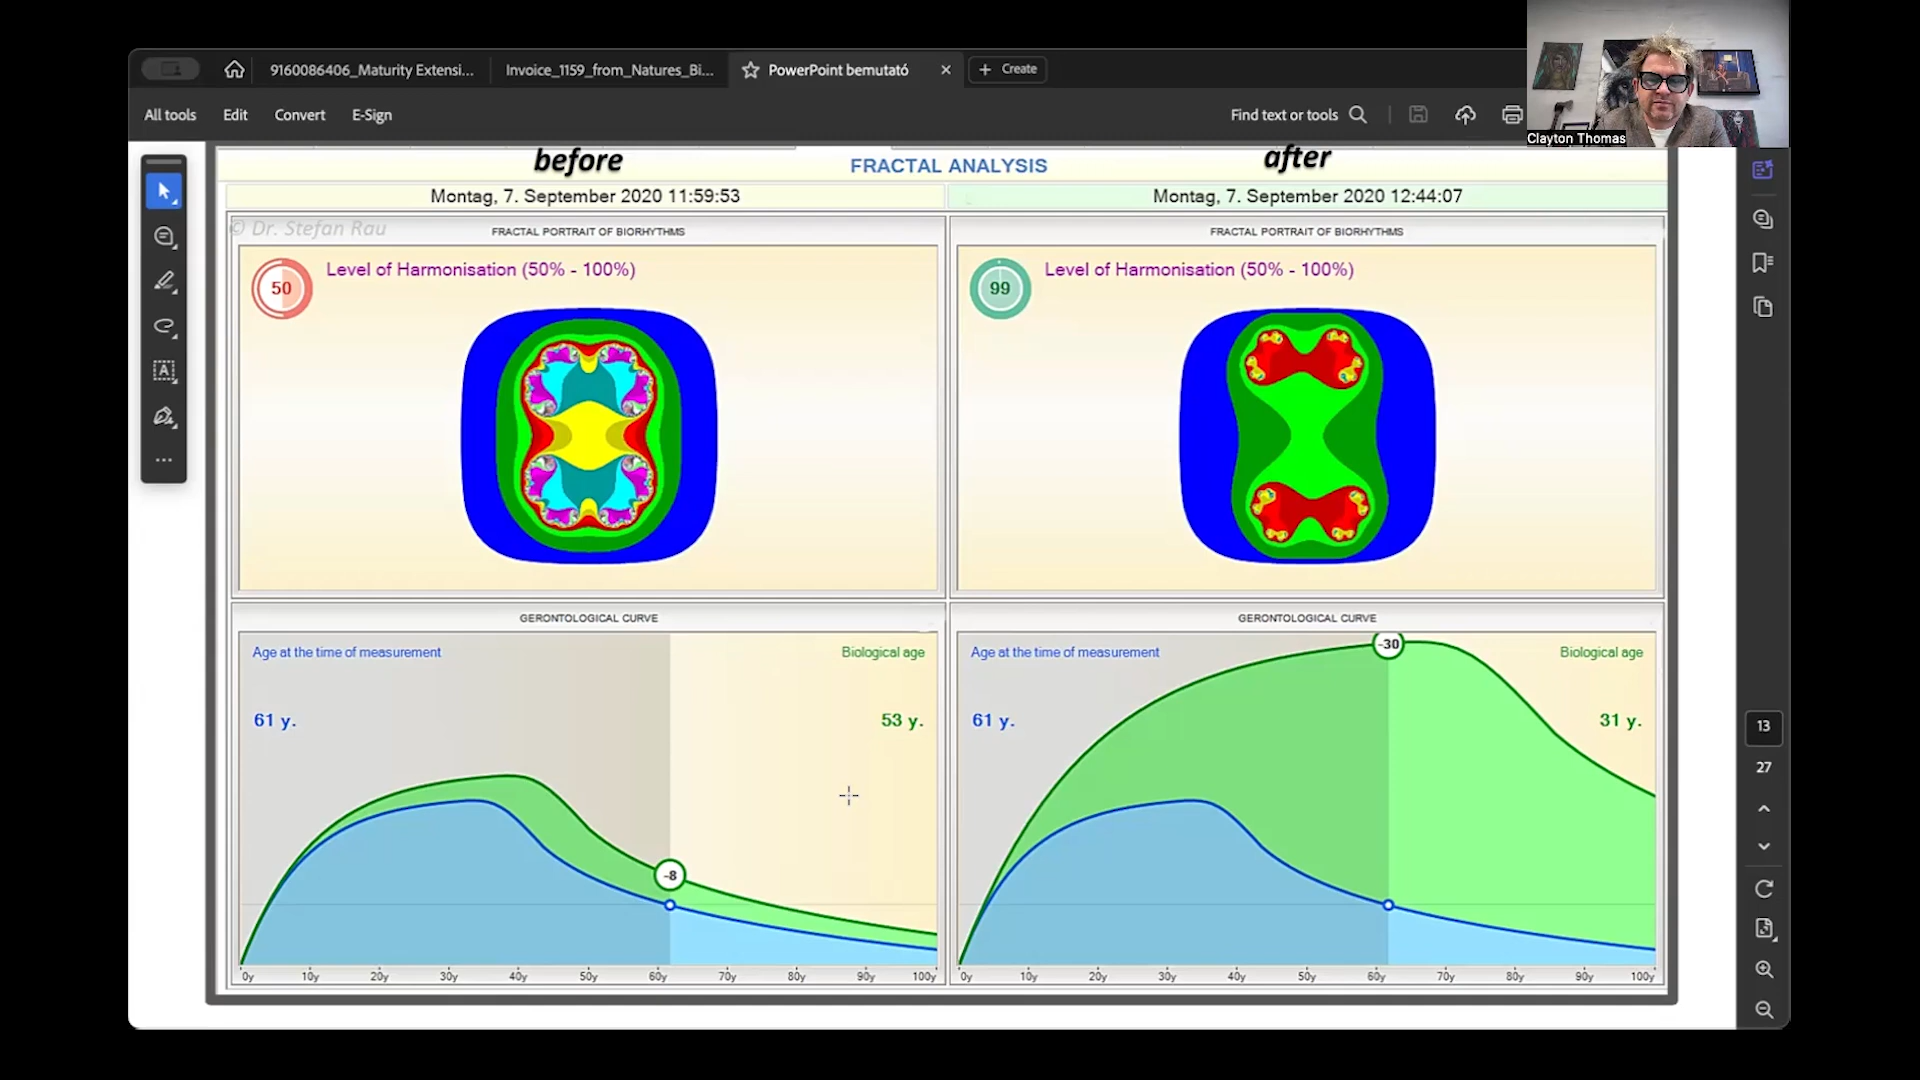 9160086406_Maturity Extensi...
Invoice_1159_from_Natures_Bi...
PowerPoint bemutató
Create
All tools
Edit
Convert
E-Sign
Find text or tools
Clayton Thomas
before
FRACTAL ANALYSIS
after
Montag, 7. September 2020 11:59:53
Montag, 7. September 2020 12:44:07
© Dr. Stefan Rau
FRACTAL PORTRAIT OF BIORHYTHMS
50
Level of Harmonisation (50% - 100%)
FRACTAL PORTRAIT OF BIORHYTHMS
99
Level of Harmonisation (50% - 100%)
GERONTOLOGICAL CURVE
Age at the time of measurement
Biological age
61 y.
53 y.
-8
0y 10y 20y 30y 40y 50y 60y 70y 80y 90y 100y
GERONTOLOGICAL CURVE
-30
Age at the time of measurement
Biological age
61 y.
31 y.
0y 10y 20y 30y 40y 50y 60y 70y 80y 90y 100y
13
27